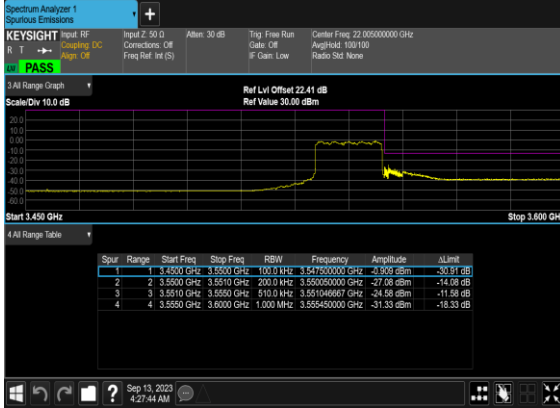 Spectrum Analyzer 1
Spurious Emissions
+
KEYSIGHT Input: RF Input Z: 50 Ω Atten: 30 dB Trig: Free Run Center Freq: 22.005000000 GHz
R T Coupling: DC Corrections: Off Gate: Off Avg|Hold: 100/100
Align: Off Freq Ref: Int (S) IF Gain: Low Radio Std: None
PASS
3 All Range Graph Ref Lvl Offset 22.41 dB
Scale/Div 10.0 dB Ref Value 30.00 dBm
20.0
10.0
0.00
-10.0
-20.0
-30.0
-40.0
-50.0
-60.0
Start 3.450 GHz Stop 3.600 GH
4 All Range Table
Spur Range Start Freq Stop Freq RBW Frequency Amplitude ΔLimit
1 1 3.4500 GHz 3.5500 GHz 100.0 kHz 3.547500000 GHz -0.909 dBm -30.91 dB
2 2 3.5500 GHz 3.5510 GHz 200.0 kHz 3.550050000 GHz -27.08 dBm -14.08 dB
3 3 3.5510 GHz 3.5550 GHz 510.0 kHz 3.551046667 GHz -24.58 dBm -11.58 dB
4 4 3.5550 GHz 3.6000 GHz 1.000 MHz 3.555450000 GHz -31.33 dBm -18.33 dB
? Sep 13, 2023
4:27:44 AM